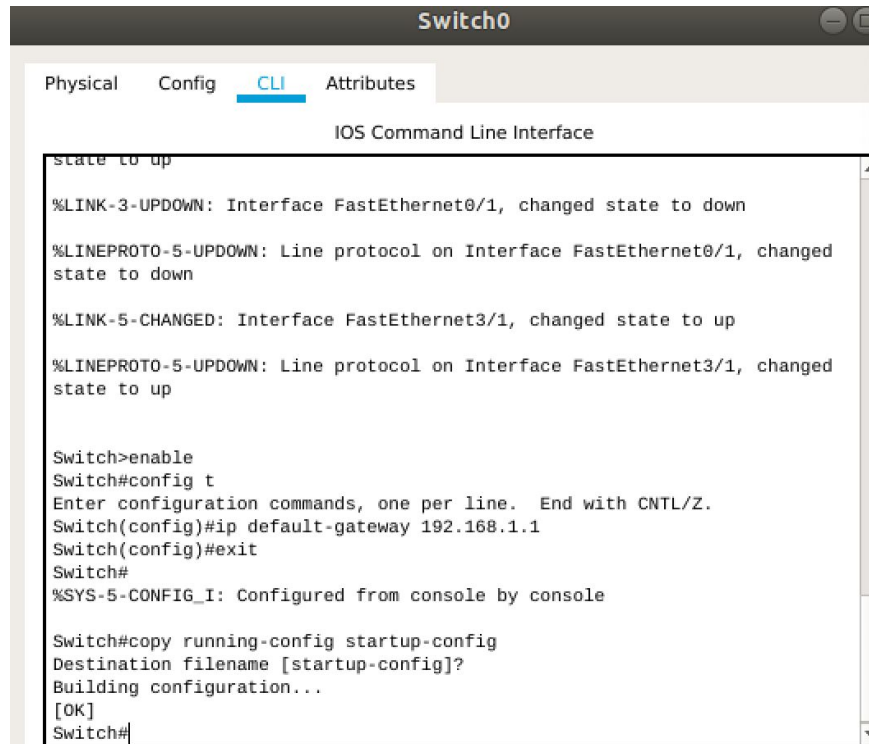 Switch0
Physical Config CLI Attributes
IOS Command Line Interface
state to up
%LINK-3-UPDOWN: Interface FastEthernet0/1, changed state to down
%LINEPROTO-5-UPDOWN: Line protocol on Interface FastEthernet0/1, changed
state to down
%LINK-5-CHANGED: Interface FastEthernet3/1, changed state to up
%LINEPROTO-5-UPDOWN: Line protocol on Interface FastEthernet3/1, changed
state to up
Switch>enable
Switch#config t
Enter configuration commands, one per line.  End with CNTL/Z.
Switch(config)#ip default-gateway 192.168.1.1
Switch(config)#exit
Switch#
%SYS-5-CONFIG_I: Configured from console by console
Switch#copy running-config startup-config
Destination filename [startup-config]?
Building configuration...
[OK]
Switch#